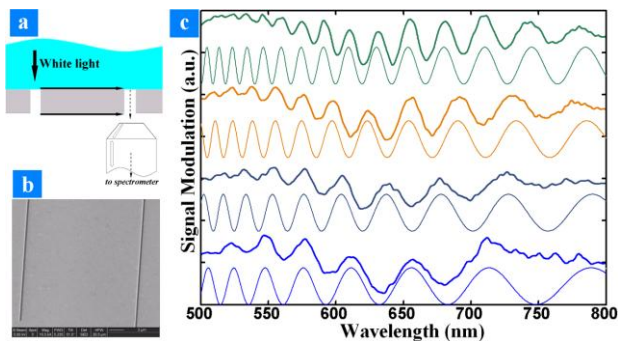 a
White light
to spectrometer
b
c
Signal Modulation (a.u.)
500 550 600 650 700 750 800
Wavelength (nm)